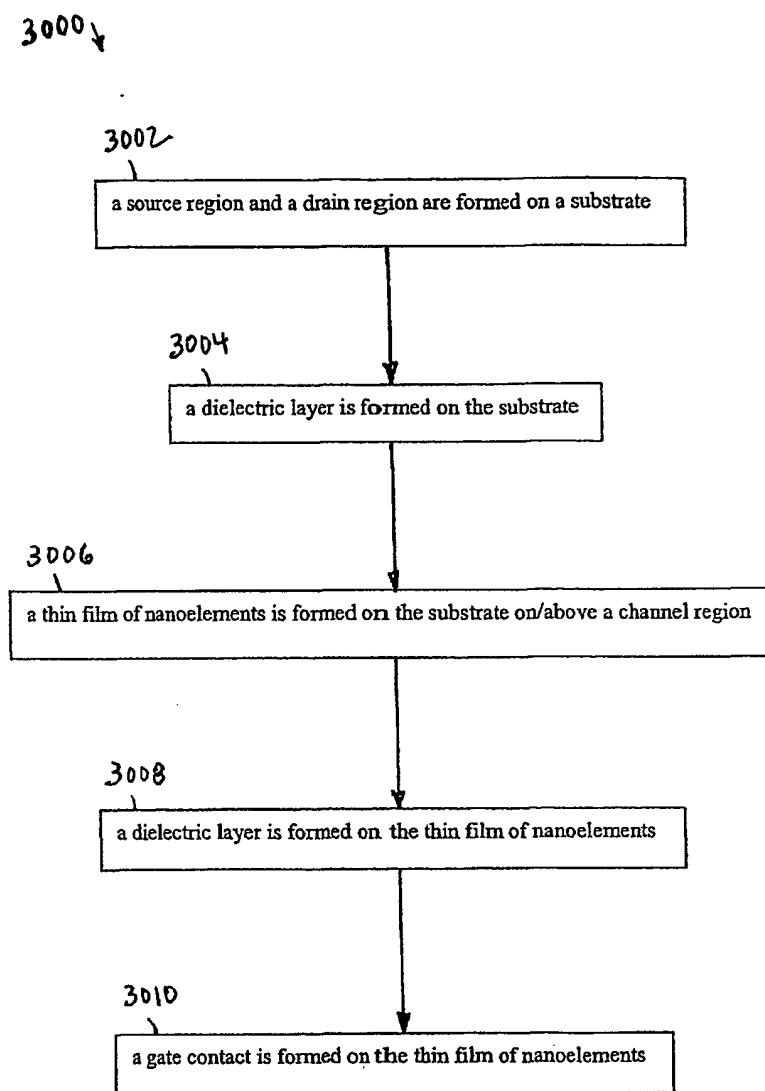 3000
3002
a source region and a drain region are formed on a substrate
3004
a dielectric layer is formed on the substrate
3006
a thin film of nanoelements is formed on the substrate on/above a channel region
3008
a dielectric layer is formed on the thin film of nanoelements
3010
a gate contact is formed on the thin film of nanoelements